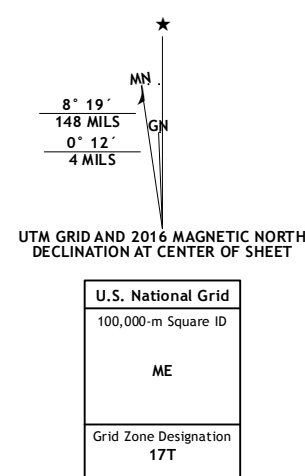 ★
MN
8° 19´
148 MILS
GN
0° 12´
4 MILS
UTM GRID AND 2016 MAGNETIC NORTH
DECLINATION AT CENTER OF SHEET
U.S. National Grid
100,000-m Square ID
ME
Grid Zone Designation
17T